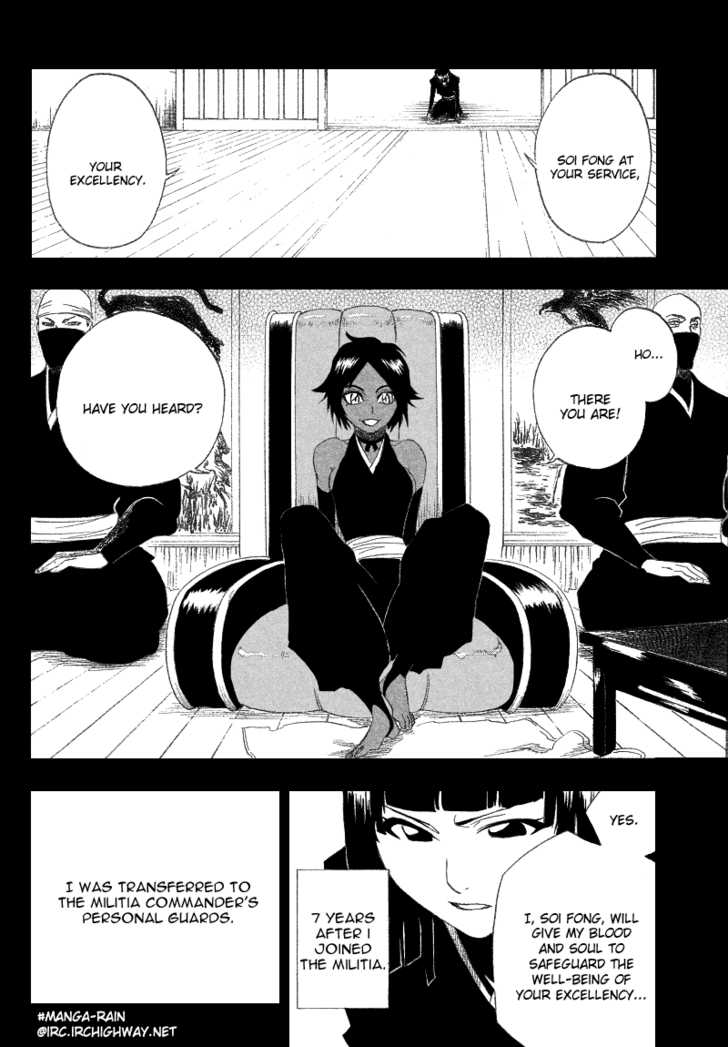 SOI FONG AT
YOUR SERVICE,
YOUR
EXCELLENCY.
HO...
THERE
YOU ARE!
HAVE YOU HEARD?
YES.
I, SOI FONG, WILL
GIVE MY BLOOD
AND SOUL TO
SAFEGUARD THE
WELL-BEING OF
YOUR EXCELLENCY...
7 YEARS
AFTER I
JOINED
THE MILITIA,
I WAS TRANSFERRED TO
THE MILITIA COMMANDER'S
PERSONAL GUARDS.
#MANGA-RAIN
@IRC.IRCHIGHWAY.NET